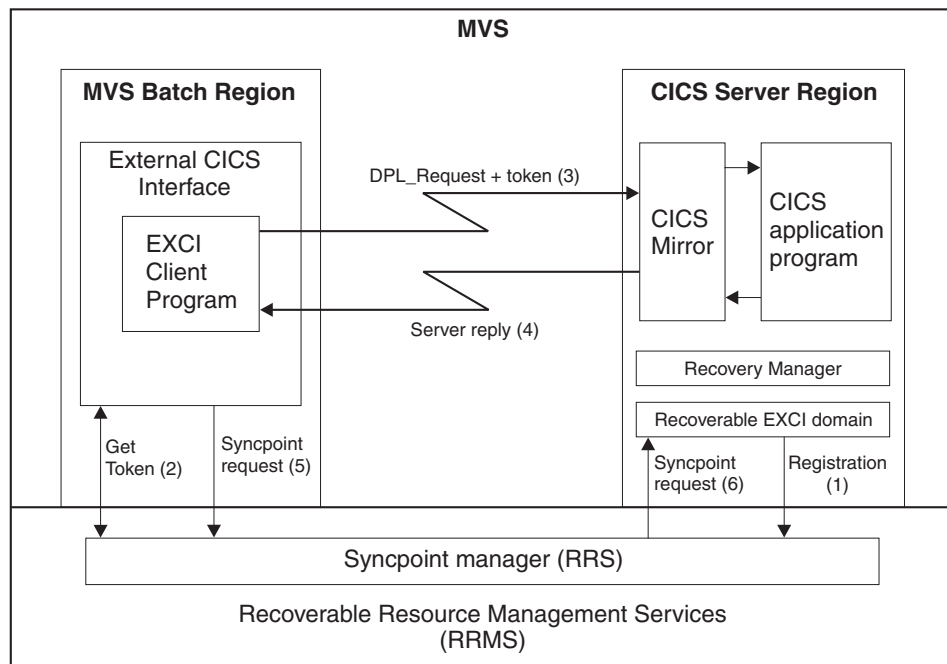 MVS
MVS Batch Region
External CICS
Interface
EXCI
Client
Program
DPL_Request + token (3)
Server reply (4)
CICS Server Region
CICS
Mirror
CICS
application
program
Recovery Manager
Recoverable EXCI domain
Get
Token (2)
Syncpoint
request (5)
Syncpoint
request (6)
Registration
(1)
Syncpoint manager (RRS)
Recoverable Resource Management Services
(RRMS)